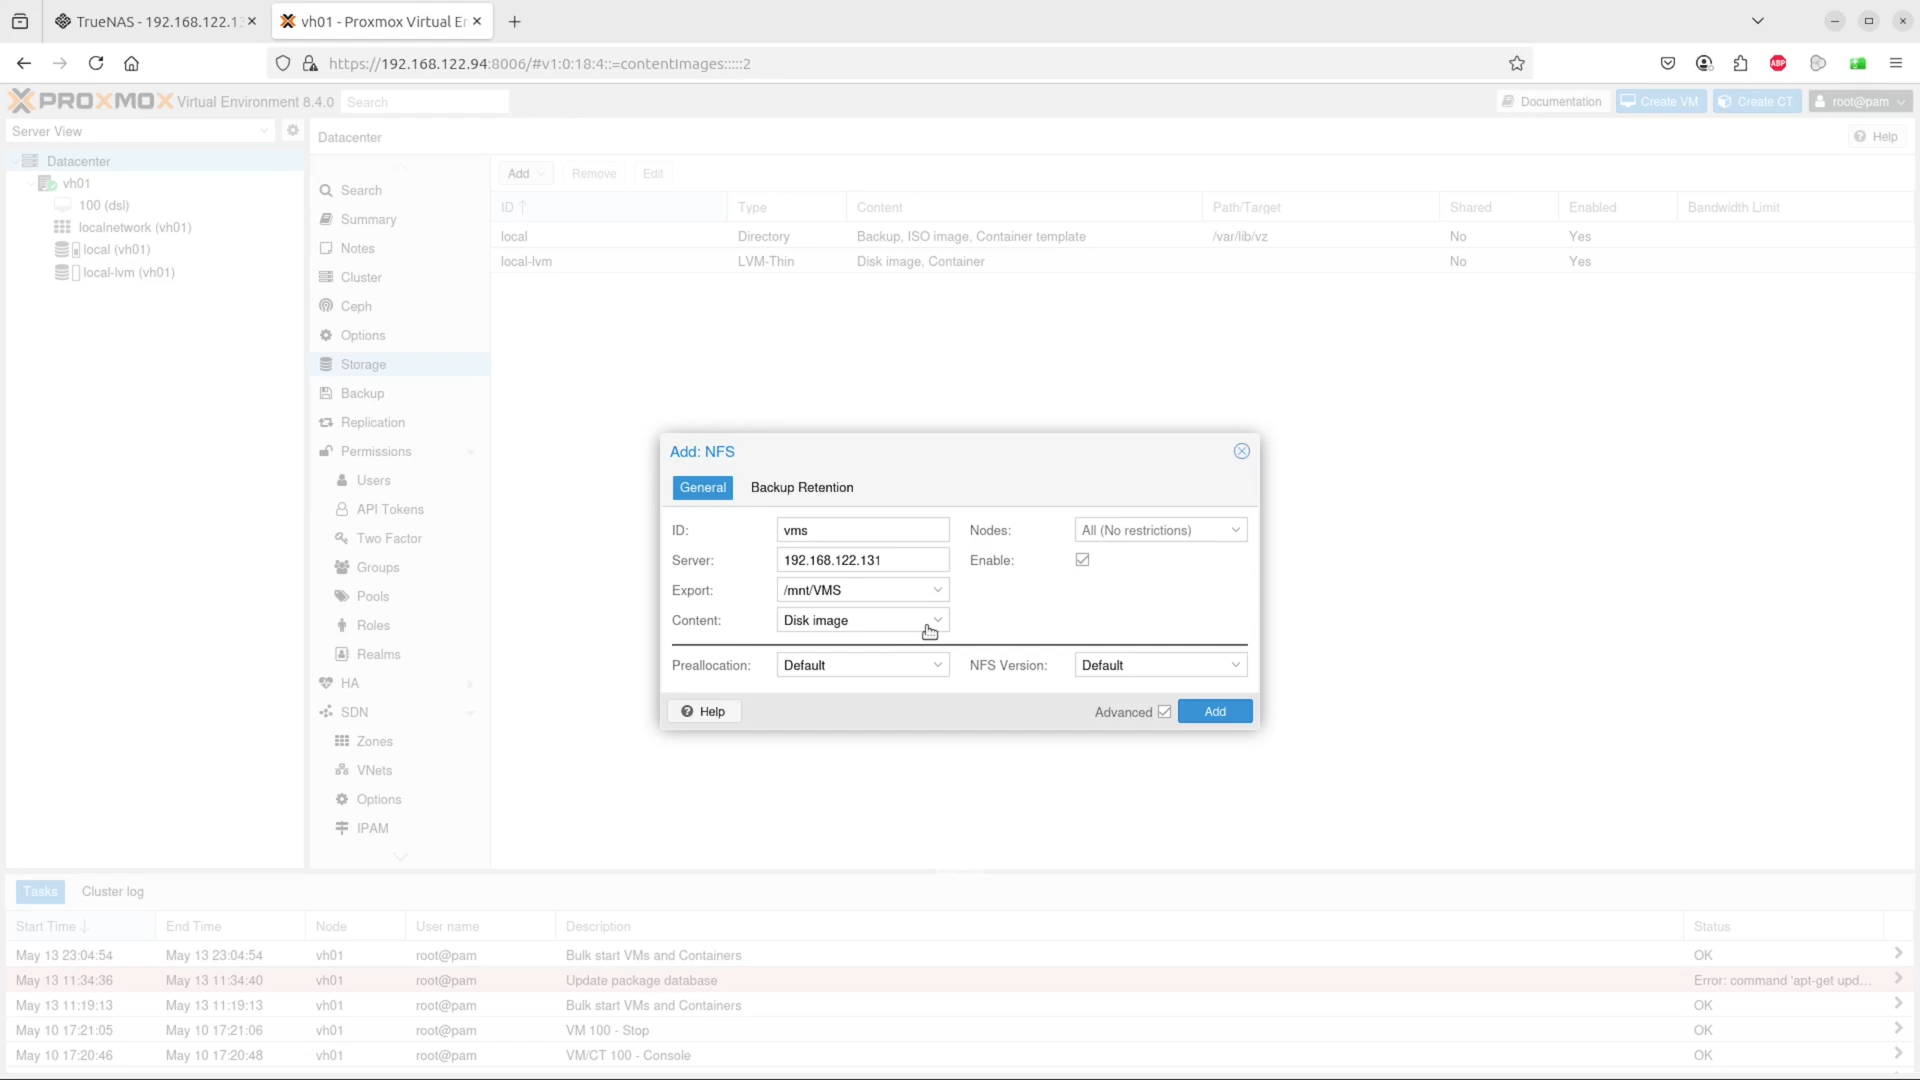 TrueNAS - 192.168.122.13
vh01 - Proxmox Virtual Er
https://192.168.122.94:8006/#v1:0:18:4::=contentImages:::::2
ABP
PROXMOX Virtual Environment 8.4.0 Search
Documentation Create VM Create CT root@pam
Server View
Datacenter
vh01
100 (dsl)
localnetwork (vh01)
local (vh01)
local-lvm (vh01)
Datacenter Help
Search
Summary
Notes
Cluster
Ceph
Options
Storage
Backup
Replication
Permissions
Users
API Tokens
Two Factor
Groups
Pools
Roles
Realms
HA
SDN
Zones
VNets
Options
IPAM
Add Remove Edit
ID Type Content Path/Target Shared Enabled Bandwidth Limit
local Directory Backup, ISO image, Container template /var/lib/vz No Yes
local-lvm LVM-Thin Disk image, Container No Yes
Add: NFS
General Backup Retention
ID: vms Nodes: All (No restrictions)
Server: 192.168.122.131 Enable:
Export: /mnt/VMS
Content: Disk image
Preallocation: Default NFS Version: Default
Help Advanced Add
Tasks Cluster log
Start Time End Time Node User name Description Status
May 13 23:04:54 May 13 23:04:54 vh01 root@pam Bulk start VMs and Containers OK
May 13 11:34:36 May 13 11:34:40 vh01 root@pam Update package database Error: command 'apt-get upd...
May 13 11:19:13 May 13 11:19:13 vh01 root@pam Bulk start VMs and Containers OK
May 10 17:21:05 May 10 17:21:06 vh01 root@pam VM 100 - Stop OK
May 10 17:20:46 May 10 17:20:48 vh01 root@pam VM/CT 100 - Console OK